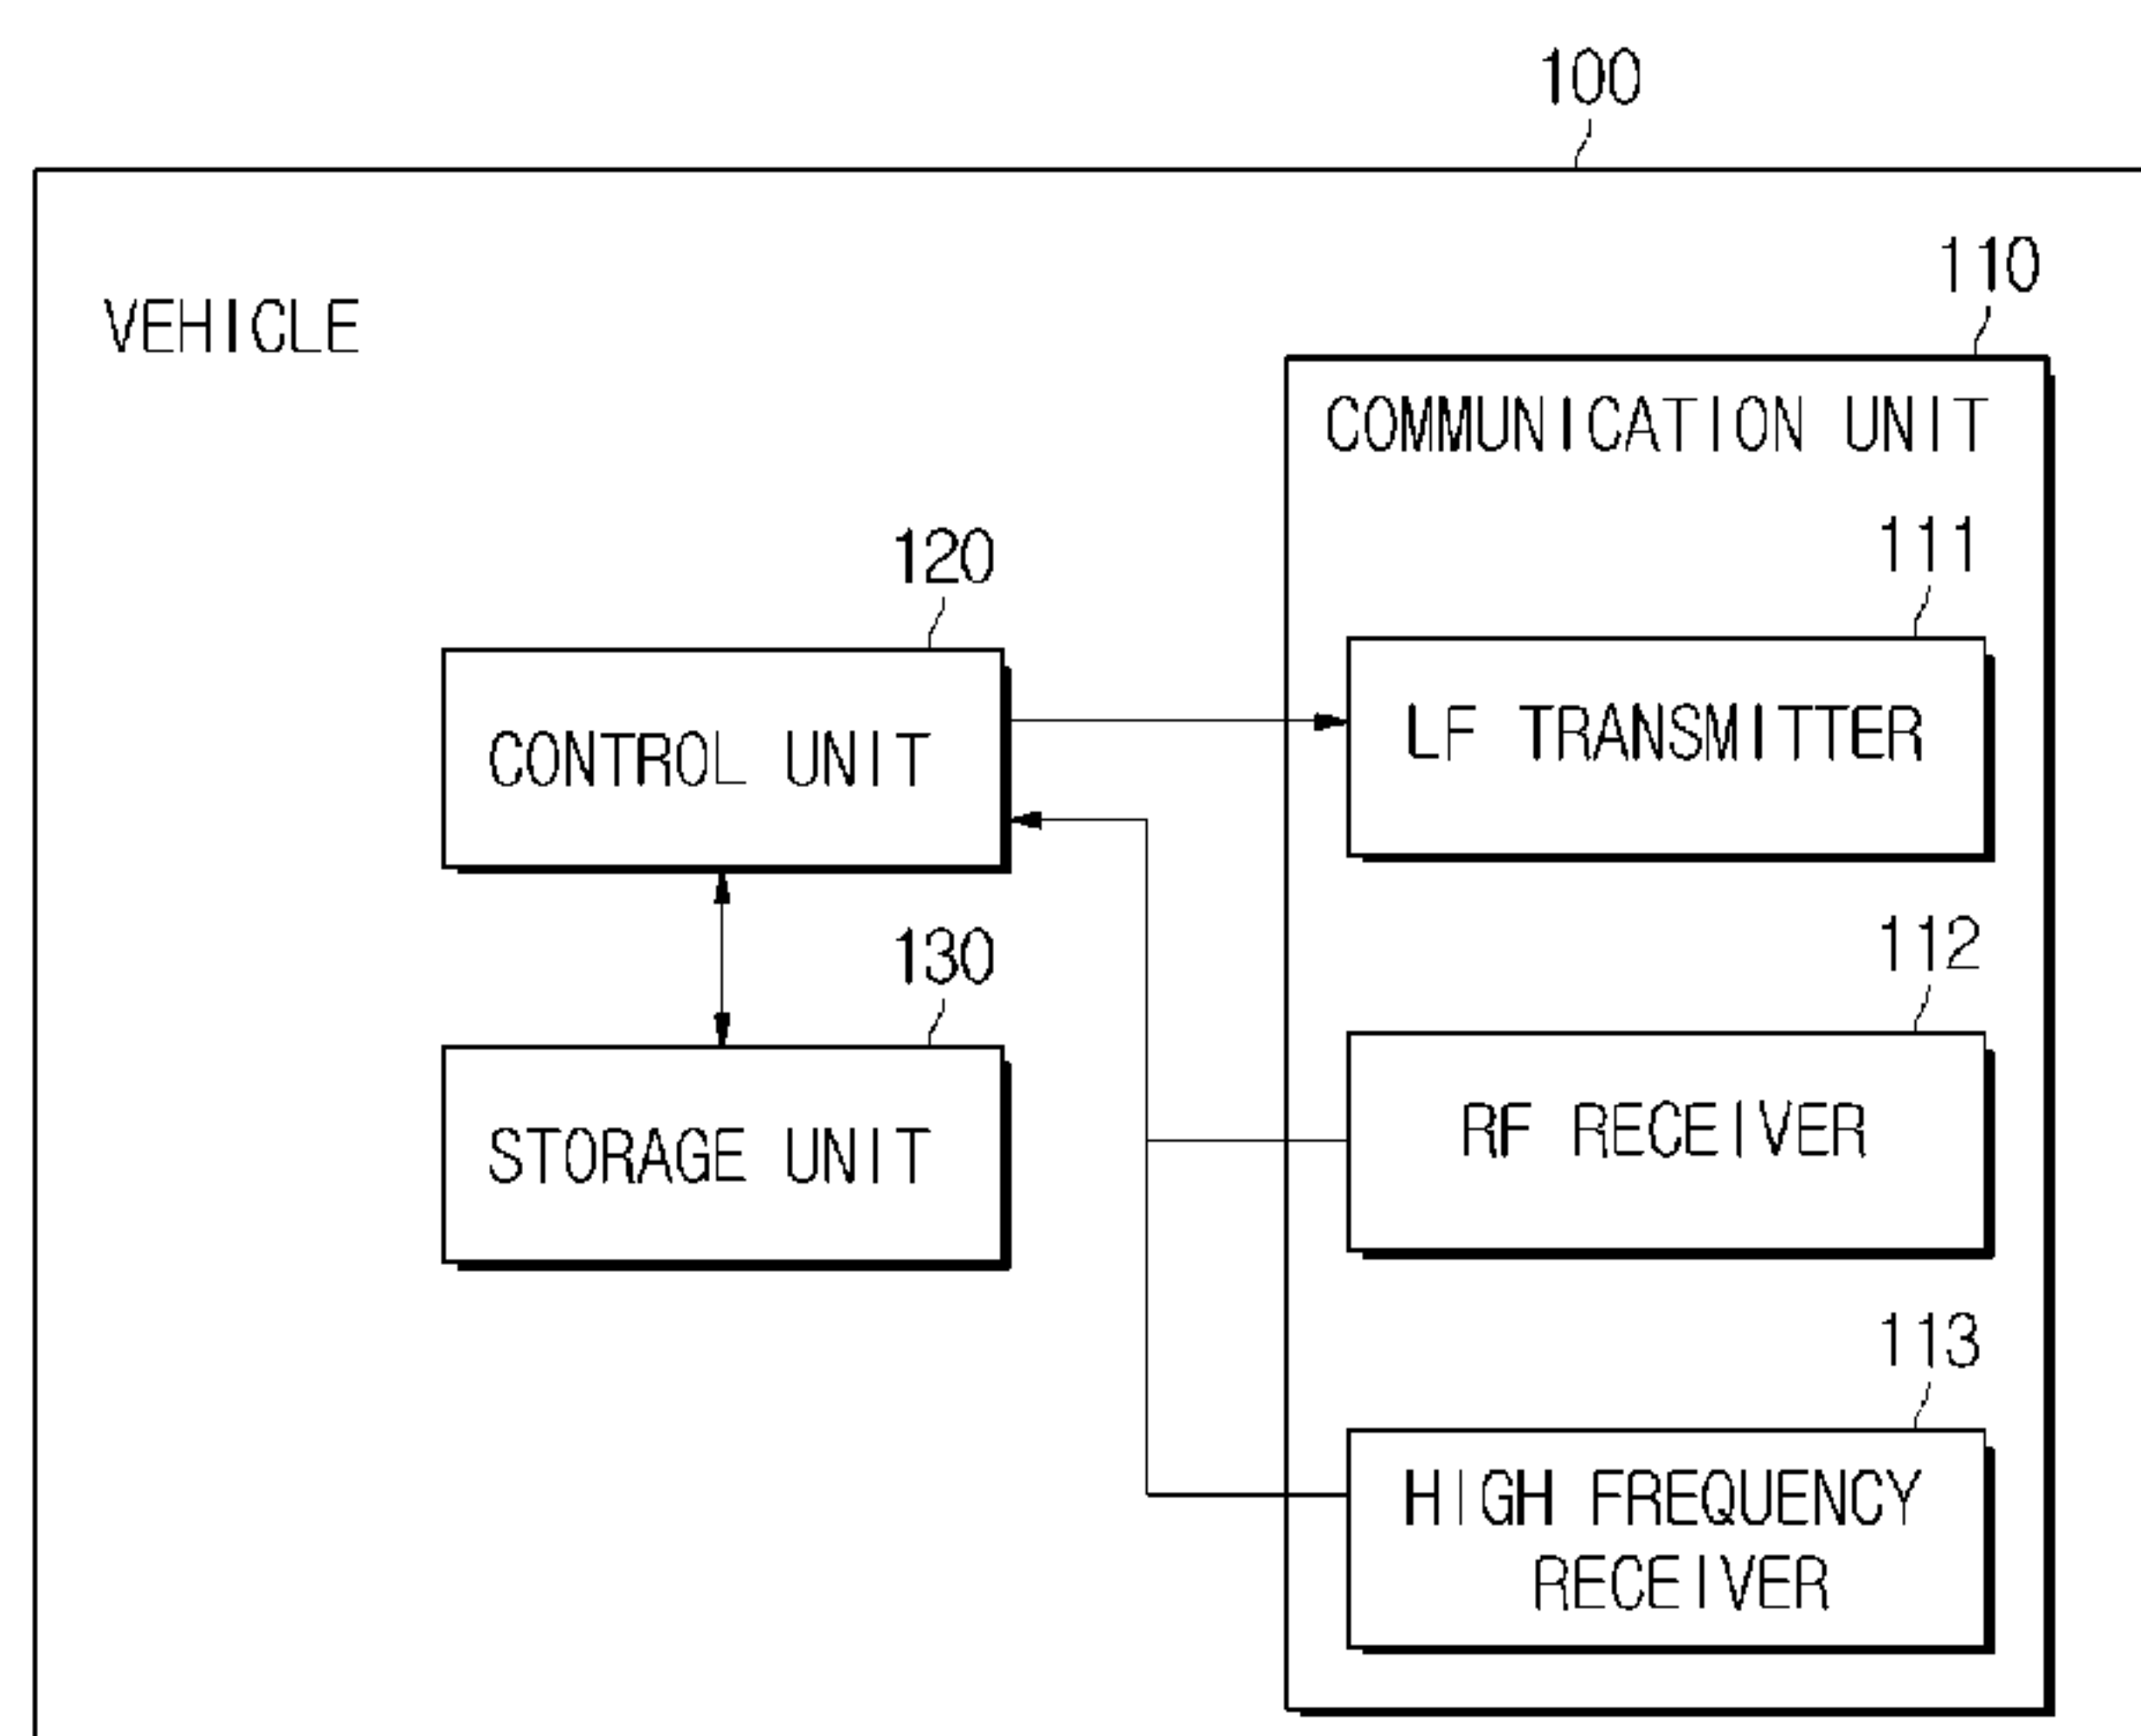 100
110
VEHICLE
COMMUNICATION UNIT
111
120
LF TRANSMITTER
CONTROL UNIT
112
130
RF RECEIVER
STORAGE UNIT
113
HIGH FREQUENCY
RECEIVER